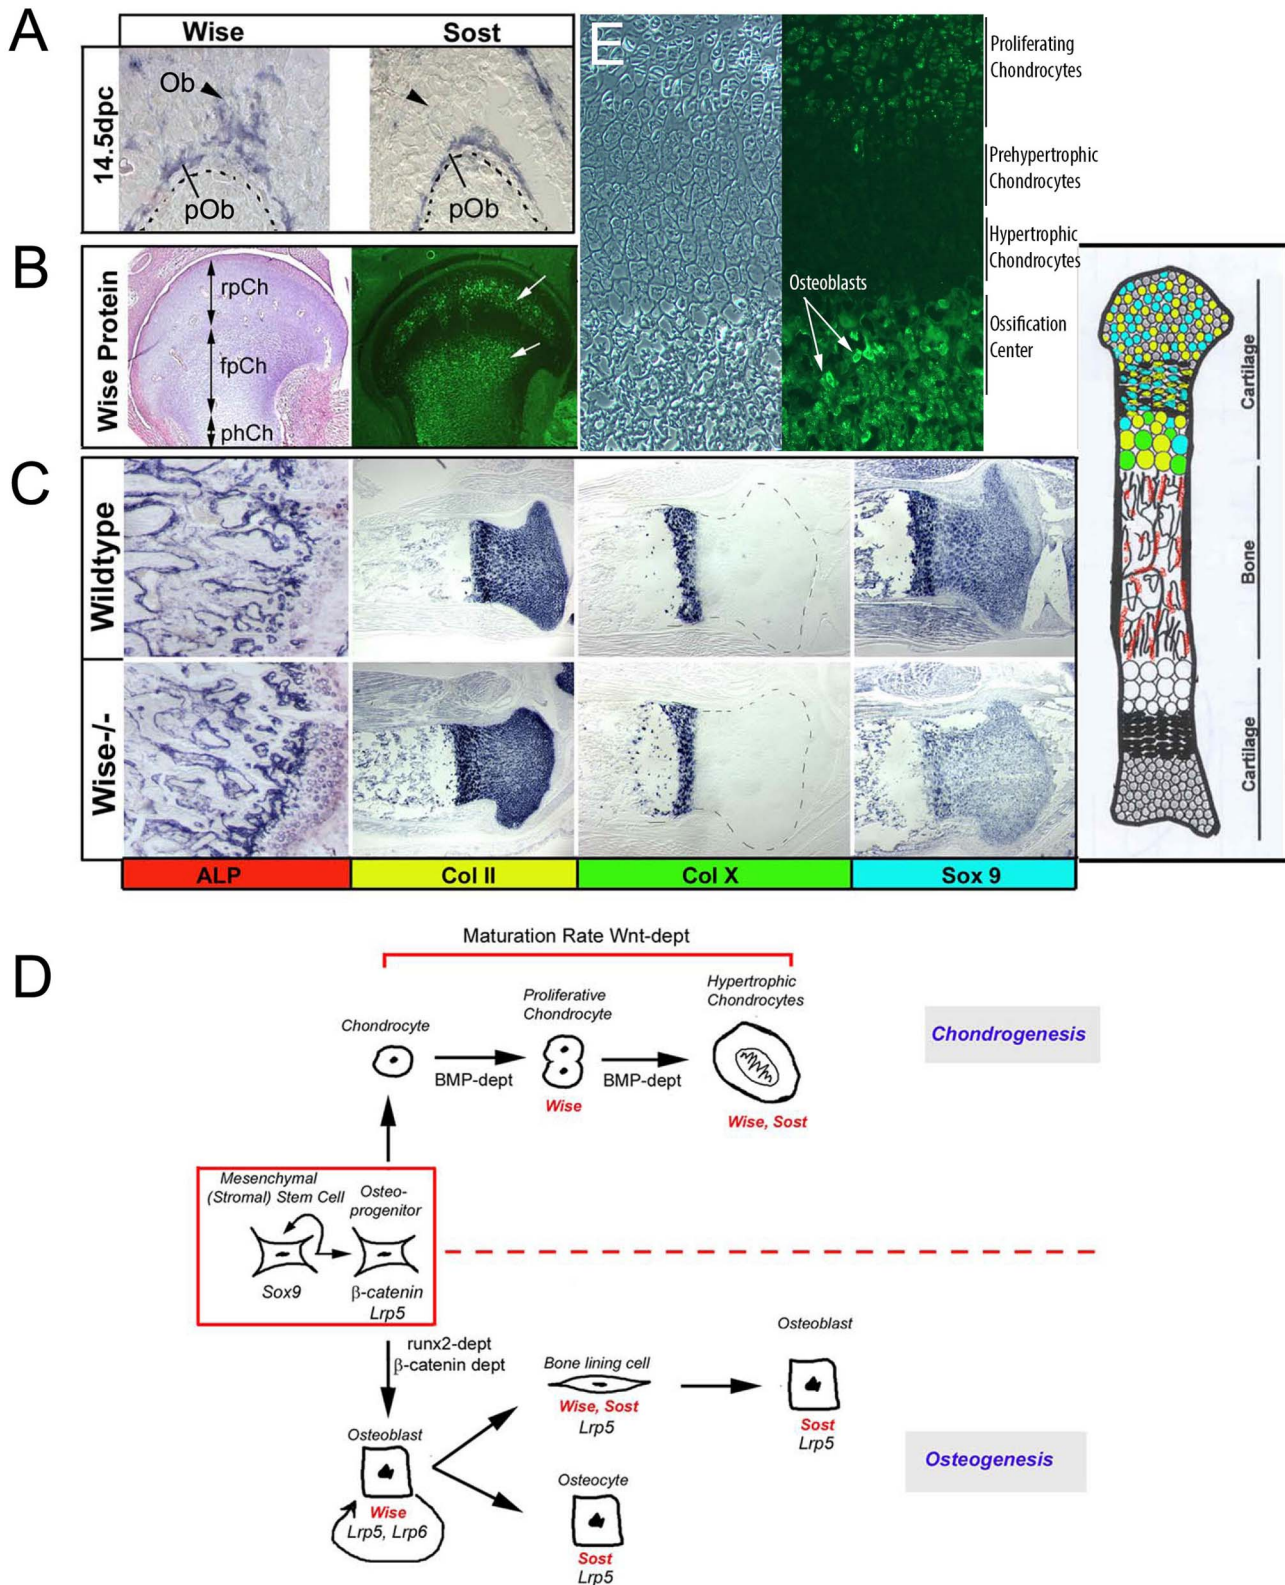 A
Wise
Sost
14.5dpc
Ob
pOb
pOb
E
Proliferating
Chondrocytes
Prehypertrophic
Chondrocytes
Hypertrophic
Chondrocytes
Osteoblasts
Ossification
Center
B
Wise Protein
rpCh
fpCh
phCh
C
Wildtype
Wise-/-
ALP
Col II
Col X
Sox 9
Cartilage
Bone
Cartilage
D
Maturation Rate Wnt-dept
Chondrocyte
Proliferative
Chondrocyte
Hypertrophic
Chondrocytes
BMP-dept
BMP-dept
Wise
Wise, Sost
Chondrogenesis
Mesenchymal
(Stromal) Stem Cell
Osteo-
progenitor
Sox9
β-catenin
Lrp5
runx2-dept
β-catenin dept
Osteoblast
Wise
Lrp5, Lrp6
Bone lining cell
Wise, Sost
Lrp5
Osteoblast
Sost
Lrp5
Osteocyte
Sost
Lrp5
Osteogenesis